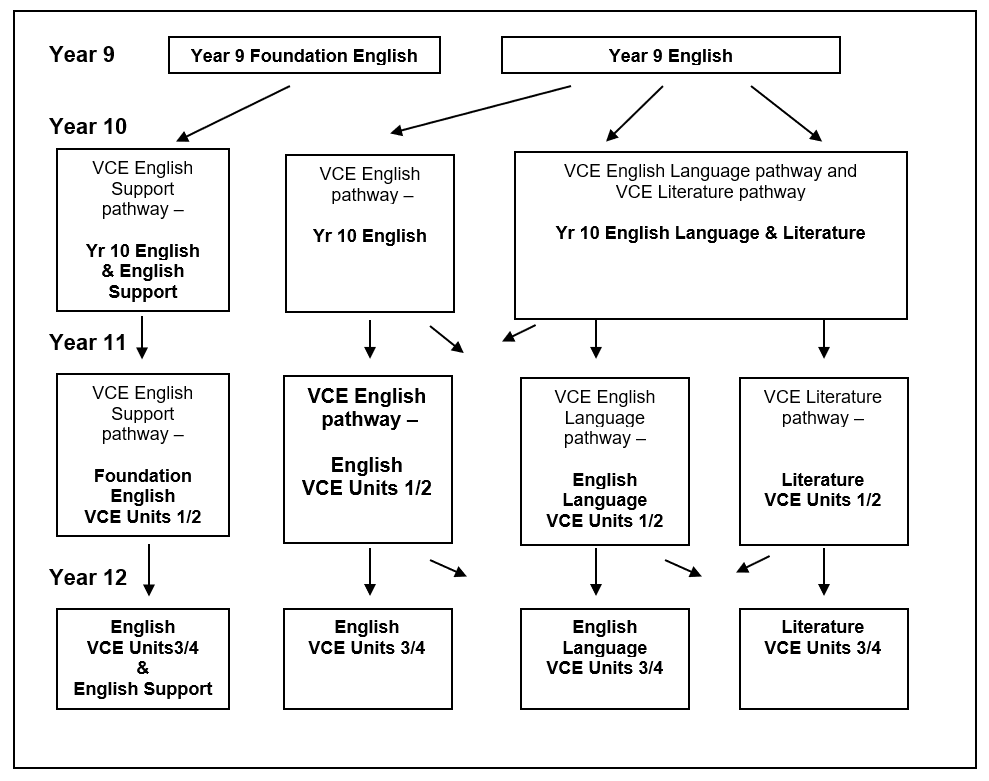 Year 9
Year 9 Foundation English
Year 9 English
Year 10
VCE English
Support
pathway –
Yr 10 English
& English
Support
VCE English
pathway –
Yr 10 English
VCE English Language pathway and
VCE Literature pathway
Yr 10 English Language & Literature
Year 11
VCE English
Support
pathway –
Foundation
English
VCE Units 1/2
VCE English
pathway –
English
VCE Units 1/2
VCE English
Language
pathway –
English
Language
VCE Units 1/2
VCE Literature
pathway –
Literature
VCE Units 1/2
Year 12
English
VCE Units3/4
&
English Support
English
VCE Units 3/4
English
Language
VCE Units 3/4
Literature
VCE Units 3/4